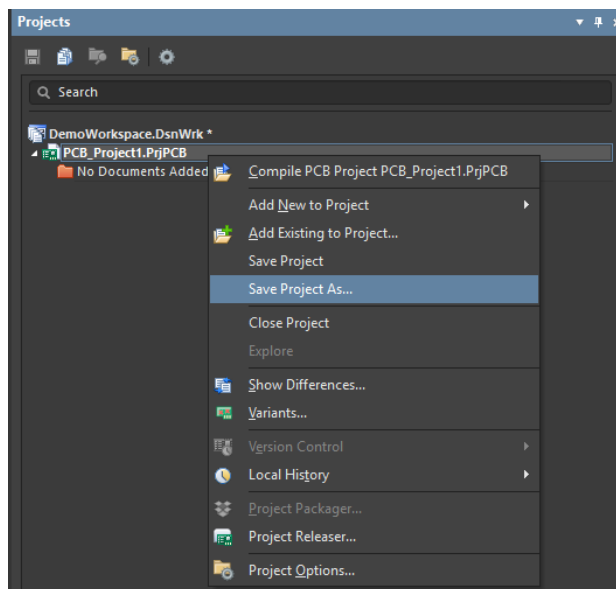 Projects
Search
DemoWorkspace.DsnWrk *
PCB_Project1.PrjPCB
No Documents Added
Compile PCB Project PCB_Project1.PrjPCB
Add New to Project
Add Existing to Project...
Save Project
Save Project As...
Close Project
Explore
Show Differences...
Variants...
Version Control
Local History
Project Packager...
Project Releaser...
Project Options...